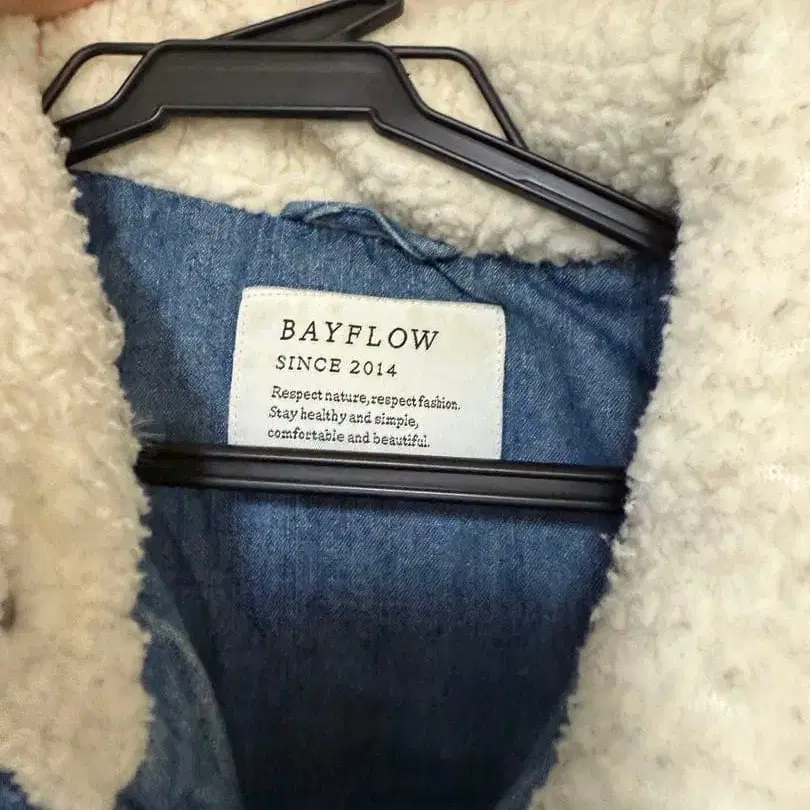 BAYFLOW
SINCE 2014
Respect nature, respect fashion.
Stay healthy and simple,
comfortable and beautiful.